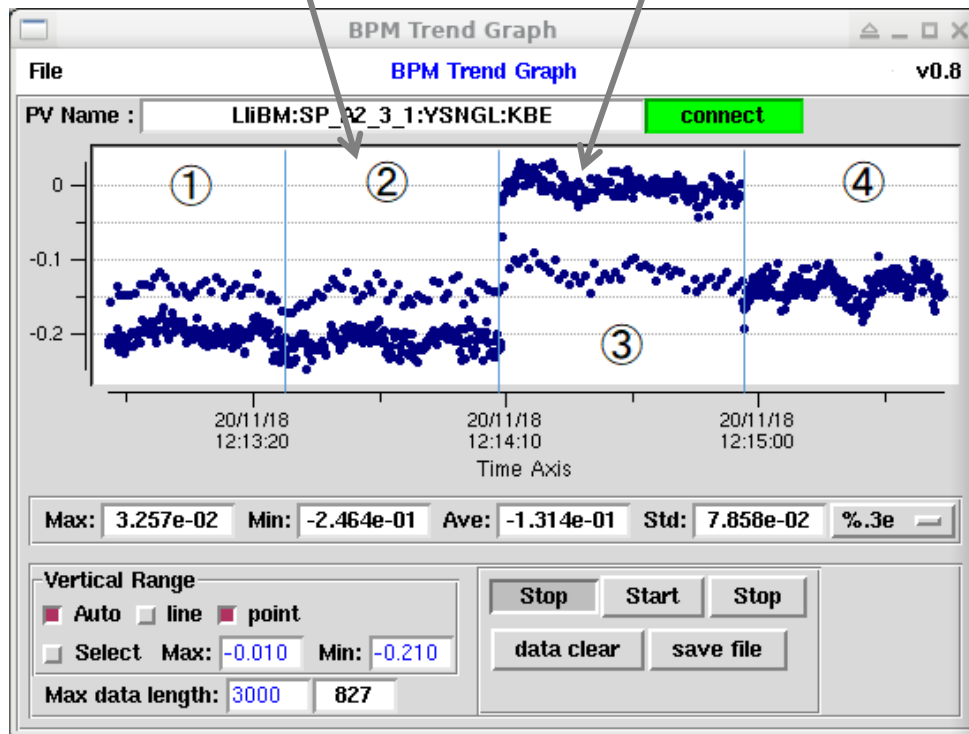 BPM Trend Graph
File BPM Trend Graph v0.8
PV Name : LIiBM:SP_A2_3_1:YSNGL:KBE connect
① ② ④
0
-0.1
-0.2
③
20/11/18 20/11/18 20/11/18
12:13:20 12:14:10 12:15:00
Time Axis
Max: 3.257e-02 Min: -2.464e-01 Ave: -1.314e-01 Std: 7.858e-02 %.3e
Vertical Range
Auto line point
Select Max: -0.010 Min: -0.210
Max data length: 3000 827
Stop Start Stop
data clear save file